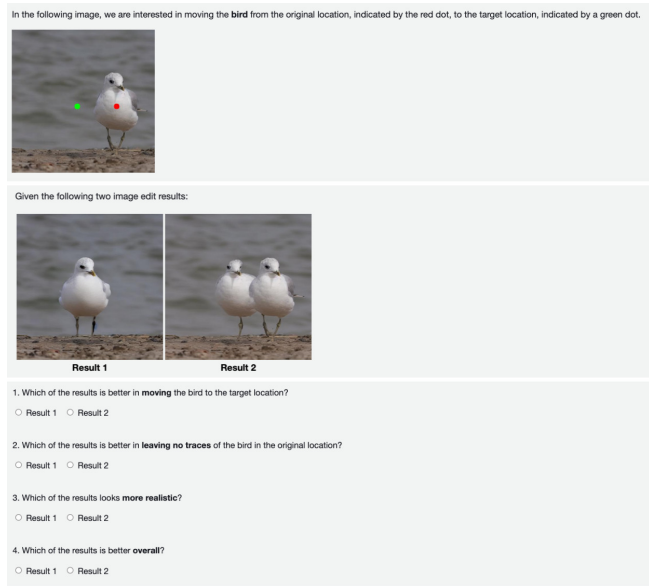 In the following image, we are interested in moving the bird from the original location, indicated by the red dot, to the target location, indicated by a green dot.
Given the following two image edit results:
Result 1 Result 2
1. Which of the results is better in moving the bird to the target location?
Result 1 Result 2
2. Which of the results is better in leaving no traces of the bird in the original location?
Result 1 Result 2
3. Which of the results looks more realistic?
Result 1 Result 2
4. Which of the results is better overall?
Result 1 Result 2